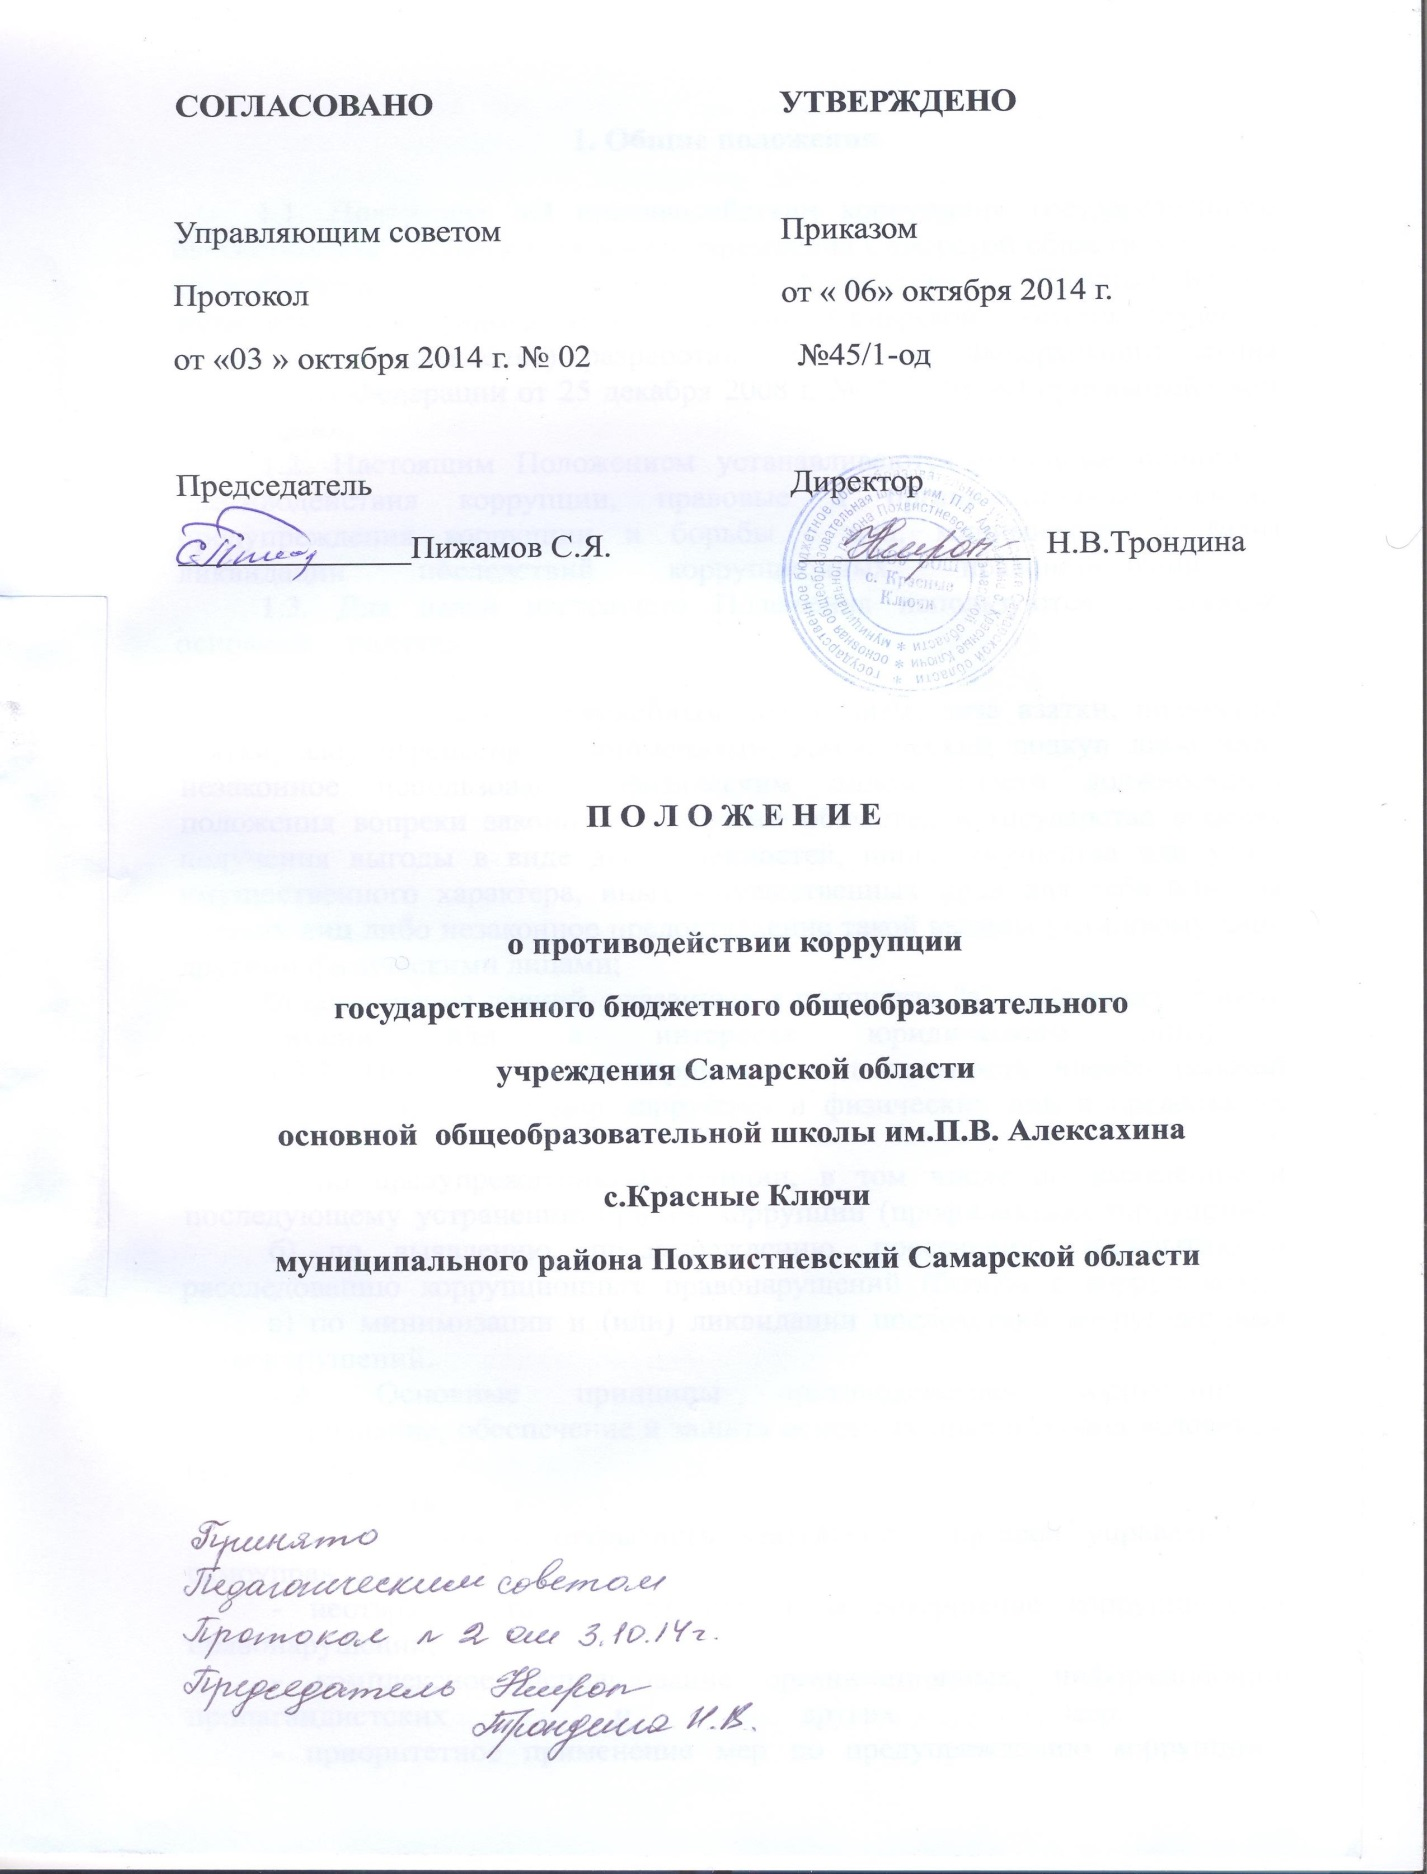 СОГЛАСОВАНО
Управляющим советом
Протокол
от «03 » октября 2014 г. № 02
Председатель
Пижамов С.Я.
УТВЕРЖДЕНО
Приказом
от « 06» октября 2014 г.
№45/1-од
Директор
Н.В.Трондина
с. Красные
Ключи
П О Л О Ж Е Н И Е
о противодействии коррупции
государственного бюджетного общеобразовательного
учреждения Самарской области
основной общеобразовательной школы им.П.В. Алексахина
с.Красные Ключи
муниципального района Похвистневский Самарской области
Принято
Педагогическим советом
Протокол № 2 от 3.10.14г.
Председатель
Трондина Н.В.